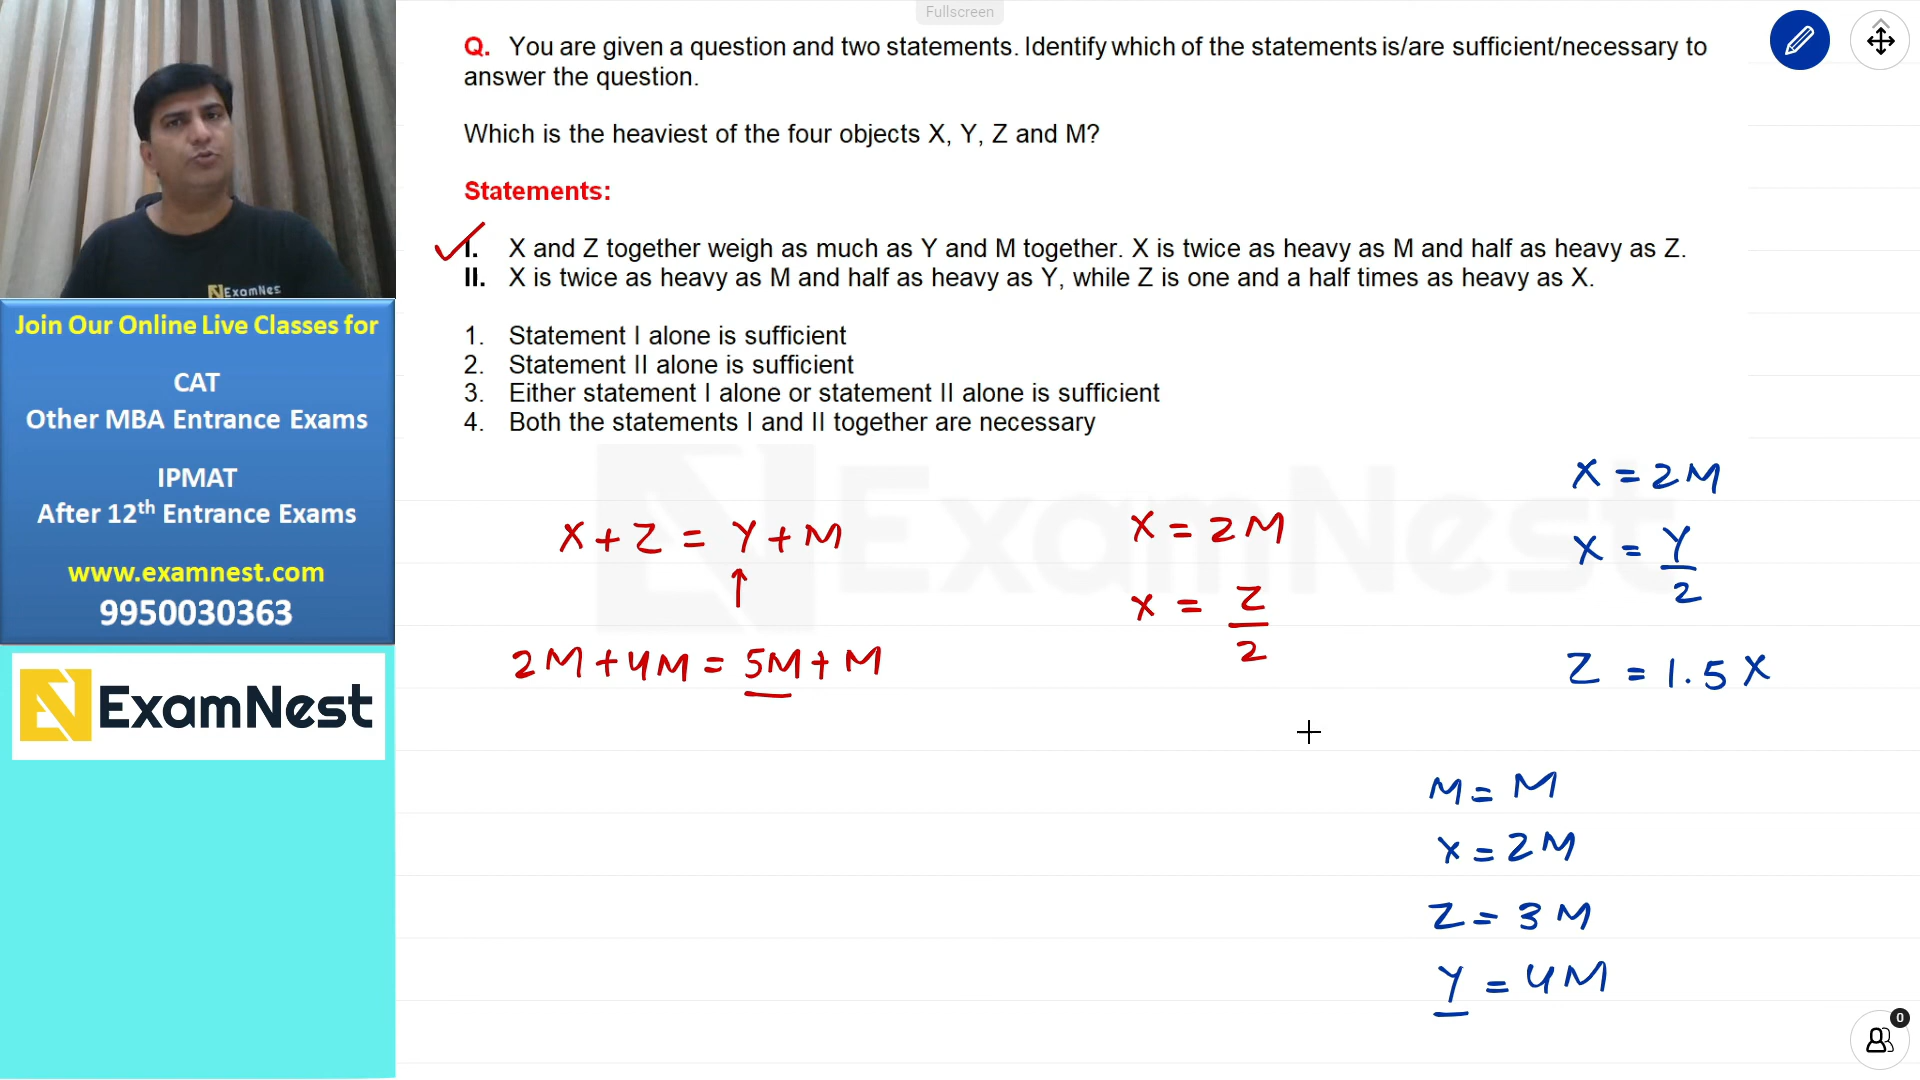 Fullscreen
Q. You are given a question and two statements. Identify which of the statements is/are sufficient/necessary to
answer the question.
Which is the heaviest of the four objects X, Y, Z and M?
Statements:
I. X and Z together weigh as much as Y and M together. X is twice as heavy as M and half as heavy as Z.
II. X is twice as heavy as M and half as heavy as Y, while Z is one and a half times as heavy as X.
1. Statement I alone is sufficient
2. Statement II alone is sufficient
3. Either statement I alone or statement II alone is sufficient
4. Both the statements I and II together are necessary
ExamNest
X + Z = Y + M
2M + 4M = 5M + M
X = 2M
X = Z/2
X = 2M
X = Y/2
Z = 1.5 X
M = M
X = 2M
Z = 3M
Y = 4M
ExamNes
Join Our Online Live Classes for
CAT
Other MBA Entrance Exams
IPMAT
After 12th Entrance Exams
www.examnest.com
9950030363
ExamNest
0